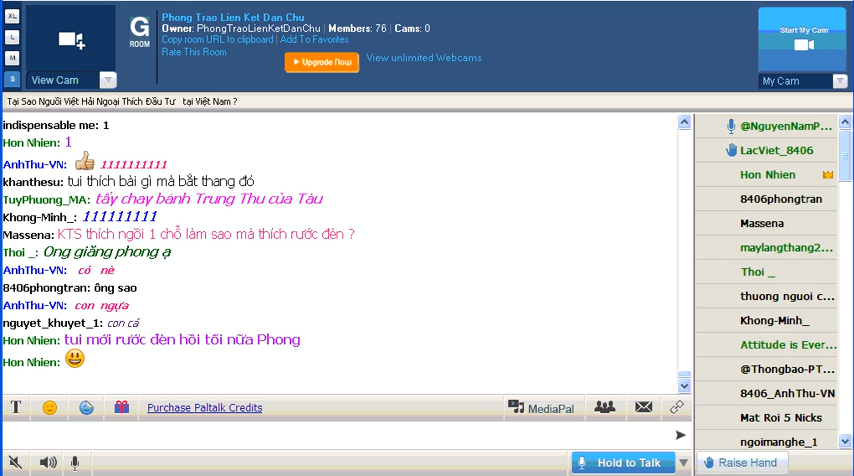 XL
L
M
S
View Cam
G
ROOM
Phong Trao Lien Ket Dan Chu
Owner: PhongTraoLienKetDanChu | Members: 76 | Cams: 0
Copy room URL to clipboard | Add To Favorites
Rate This Room
Upgrade Now
View unlimited Webcams
Start My Cam
My Cam
Tại Sao Người Việt Hải Ngoại Thích Đầu Tư tại Việt Nam ?
indispensable me: 1
Hon Nhien: 1
AnhThu-VN: 1111111111
khanthesu: tui thích bài gì mà bắt thang đó
TuyPhuong_MA: tẩy chay bánh Trung Thu của Tàu
Khong-Minh_: 111111111
Massena: KTS thích ngồi 1 chỗ làm sao mà thích rước đèn ?
Thoi _: Ong giăng phong ạ
AnhThu-VN: có nè
8406phongtran: ông sao
AnhThu-VN: con ngựa
nguyet_khuyet_1: con cá
Hon Nhien: tui mới rước đèn hồi tối nữa Phong
Hon Nhien:
@NguyenNamP...
LacViet_8406
Hon Nhien
8406phongtran
Massena
maylangthang2...
Thoi _
thuong nguoi c...
Khong-Minh_
Attitude is Ever...
@Thongbao-PT...
8406_AnhThu-VN
Mat Roi 5 Nicks
ngoimanghe_1
T
Purchase Paltalk Credits
MediaPal
Hold to Talk
Raise Hand